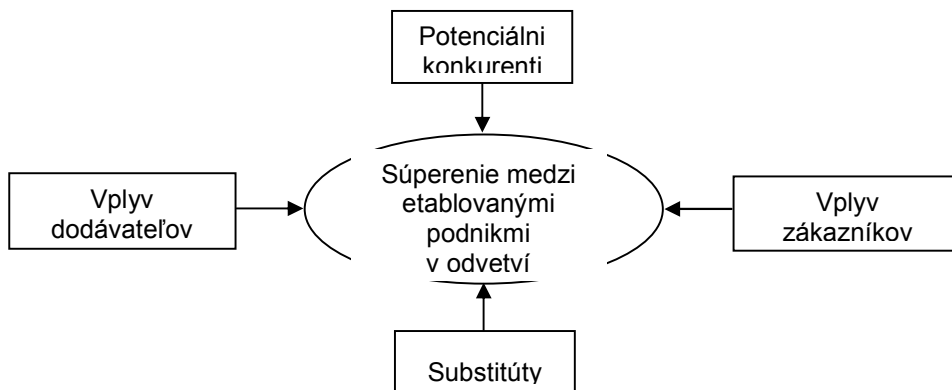 Potenciálni
konkurenti
Súperenie medzi
etablovanými
podnikmi
v odvetví
Vplyv
dodávateľov
Vplyv
zákazníkov
Substitúty